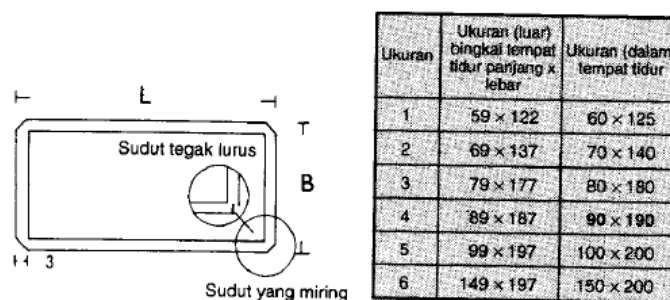 L
Sudut tegak lurus
B
3
Sudut yang miring
Ukuran
Ukuran (luar)
bingkai tempat
tidur panjang x
lebar
Ukuran (dalam
tempat tidur
1 59 × 122 60 × 125
2 69 × 137 70 × 140
3 79 × 177 80 × 180
4 89 × 187 90 × 190
5 99 × 197 100 × 200
6 149 × 197 150 × 200